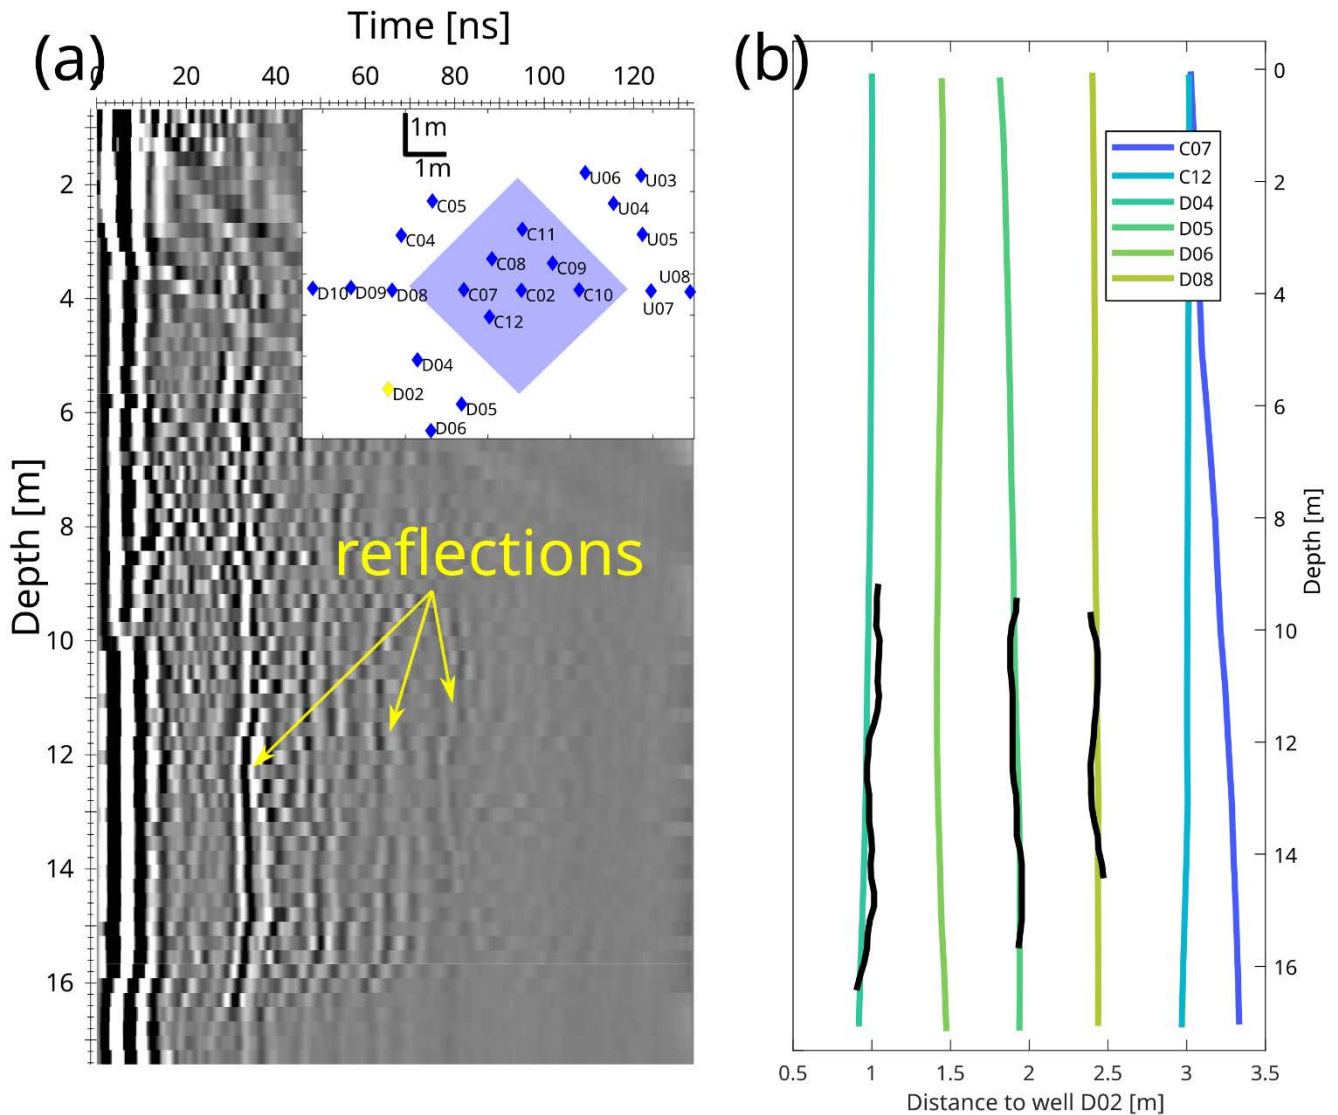 (a)
Time [ns]
0 20 40 60 80 100 120
Depth [m]
2
4
6
8
10
12
14
16
1m
1m
U06
U03
C05
U04
C11
C04
U05
C08
C09
U08
D10
D09
D08
C07
C02
C10
U07
C12
D04
D02
D05
D06
reflections
(b)
0
2
4
6
8
10
12
14
16
Depth [m]
C07
C12
D04
D05
D06
D08
0.5 1 1.5 2 2.5 3 3.5
Distance to well D02 [m]